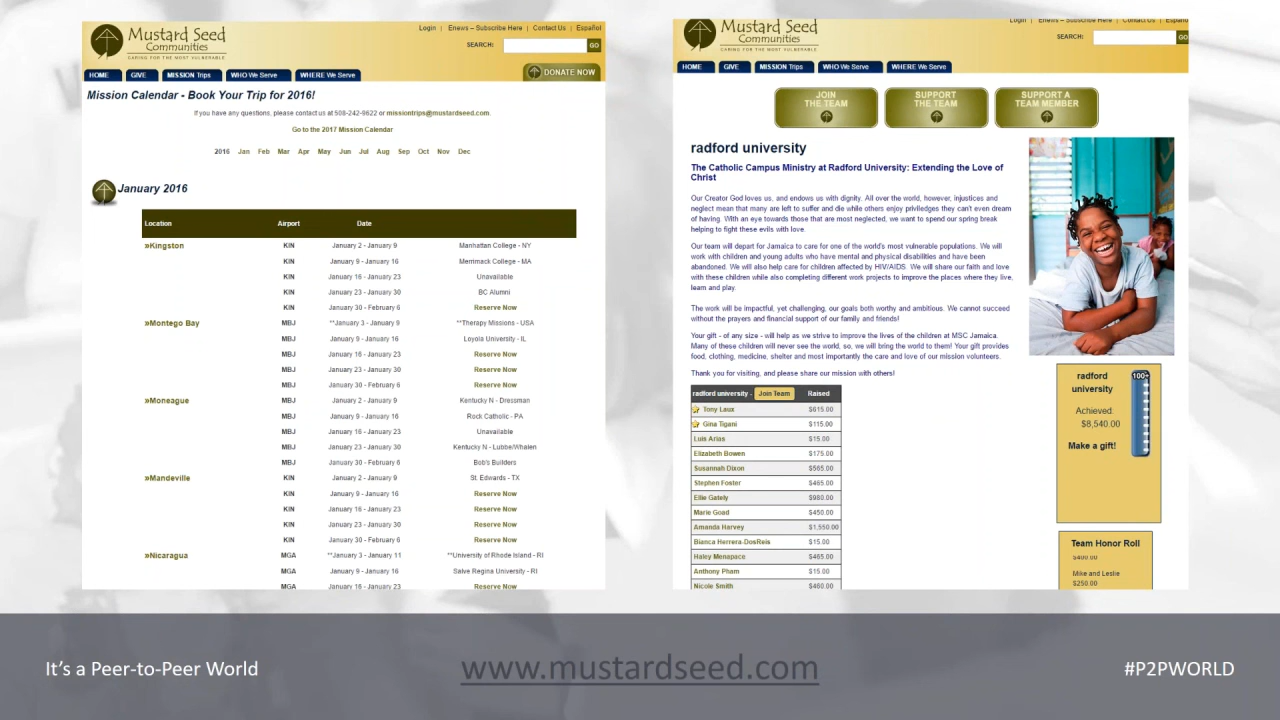 Mustard Seed
Communities
CARING FOR THE MOST VULNERABLE
Login | Enews – Subscribe Here | Contact Us | Español
SEARCH: GO
HOME GIVE MISSION Trips WHO We Serve WHERE We Serve
DONATE NOW
Mission Calendar - Book Your Trip for 2016!
If you have any questions, please contact us at 508-242-9622 or missiontrips@mustardseed.com.
Go to the 2017 Mission Calendar
2016 Jan Feb Mar Apr May Jun Jul Aug Sep Oct Nov Dec
January 2016
Location Airport Date
»Kingston KIN January 2 - January 9 Manhattan College - NY
KIN January 9 - January 16 Merrimack College - MA
KIN January 16 - January 23 Unavailable
KIN January 23 - January 30 BC Alumni
KIN January 30 - February 6 Reserve Now
»Montego Bay MBJ **January 3 - January 9 **Therapy Missions - USA
MBJ January 9 - January 16 Loyola University - IL
MBJ January 16 - January 23 Reserve Now
MBJ January 23 - January 30 Reserve Now
MBJ January 30 - February 6 Reserve Now
»Moneague MBJ January 2 - January 9 Kentucky N - Dressman
MBJ January 9 - January 16 Rock Catholic - PA
MBJ January 16 - January 23 Unavailable
MBJ January 23 - January 30 Kentucky N - Lubbe/Whalen
MBJ January 30 - February 6 Bob's Builders
»Mandeville KIN January 2 - January 9 St. Edwards - TX
KIN January 9 - January 16 Reserve Now
KIN January 16 - January 23 Reserve Now
KIN January 23 - January 30 Reserve Now
KIN January 30 - February 6 Reserve Now
»Nicaragua MGA **January 3 - January 11 **University of Rhode Island - RI
MGA January 9 - January 16 Salve Regina University - RI
MGA January 16 - January 23 Reserve Now
Mustard Seed
Communities
CARING FOR THE MOST VULNERABLE
Login | Enews – Subscribe Here | Contact Us | Español
SEARCH: GO
HOME GIVE MISSION Trips WHO We Serve WHERE We Serve
JOIN THE TEAM
SUPPORT THE TEAM
SUPPORT A TEAM MEMBER
radford university
The Catholic Campus Ministry at Radford University: Extending the Love of
Christ
Our Creator God loves us, and endows us with dignity. All over the world, however, injustices and
neglect mean that many are left to suffer and die while others enjoy priviledges they can't even dream
of having. With an eye towards those that are most neglected, we want to spend our spring break
helping to fight these evils with love.
Our team will depart for Jamaica to care for one of the world's most vulnerable populations. We will
work with children and young adults who have mental and physical disabilities and have been
abandoned. We will also help care for children affected by HIV/AIDS. We will share our faith and love
with these children while also completing different work projects to improve the places where they live,
learn and play.
The work will be impactful, yet challenging, our goals both worthy and ambitious. We cannot succeed
without the prayers and financial support of our family and friends!
Your gift - of any size - will help as we strive to improve the lives of the children at MSC Jamaica.
Many of these children will never see the world, so, we will bring the world to them! Your gift provides
food, clothing, medicine, shelter and most importantly the care and love of our mission volunteers.
Thank you for visiting, and please share our mission with others!
radford university - Join Team Raised
Tony Laux $615.00
Gina Tigani $115.00
Luis Arias $15.00
Elizabeth Bowen $175.00
Susannah Dixon $565.00
Stephen Foster $465.00
Ellie Gately $980.00
Marie Goad $450.00
Amanda Harvey $1,550.00
Bianca Herrera-DosReis $15.00
Haley Menapace $465.00
Anthony Pham $15.00
Nicole Smith $460.00
radford
university
100+
Achieved:
$8,540.00
Make a gift!
Team Honor Roll
$400.00
Mike and Leslie
$250.00
It's a Peer-to-Peer World
www.mustardseed.com
#P2PWORLD